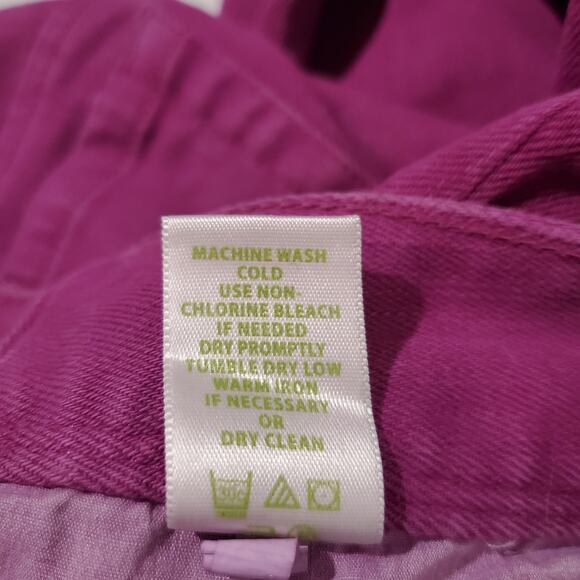 MACHINE WASH
COLD
USE NON-
CHLORINE BLEACH
IF NEEDED
DRY PROMPTLY
TUMBLE DRY LOW
WARM IRON
IF NECESSARY
OR
DRY CLEAN
30c